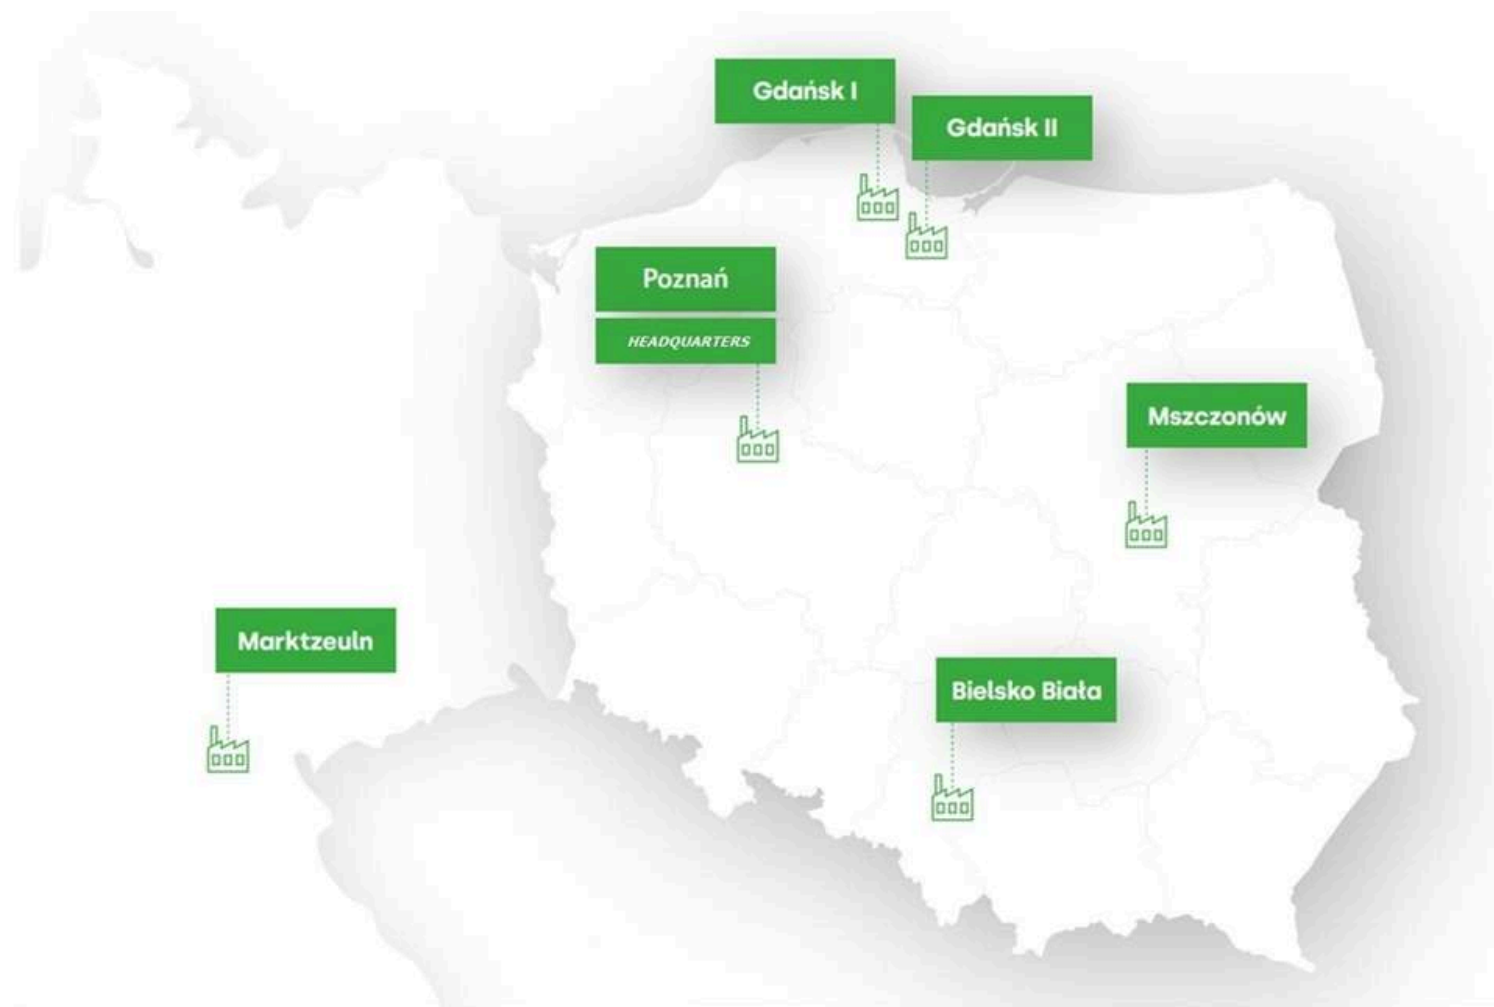 Gdańsk I
Gdańsk II
Poznań
HEADQUARTERS
Mszczonów
Marktzeuln
Bielsko Biała